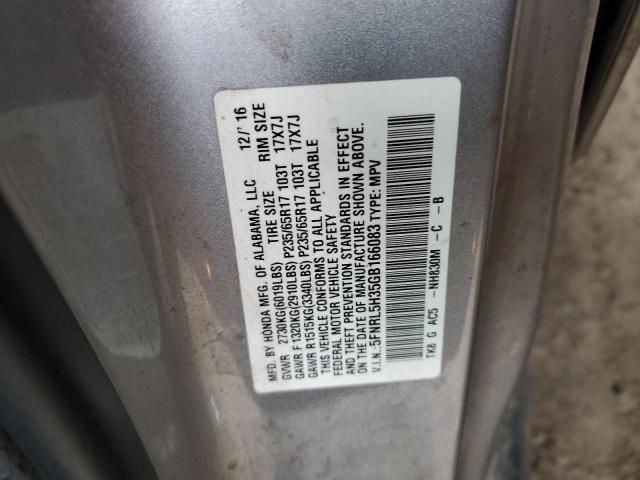 MFD. BY HONDA MFG. OF ALABAMA, LLC 12/'16
TIRE SIZE RIM SIZE
GVWR 2730KG(6019LBS)
GAWR F 1320KG(2910LBS) P235/65R17 103T 17X7J
GAWR R 1515KG(3340LBS) P235/65R17 103T 17X7J
THIS VEHICLE CONFORMS TO ALL APPLICABLE
FEDERAL MOTOR VEHICLE SAFETY
AND THEFT PREVENTION STANDARDS IN EFFECT
ON THE DATE OF MANUFACTURE SHOWN ABOVE.
V.I.N.:5FNRL5H35GB166083 TYPE: MPV
TK8 G AC5 -NH830M -C -B